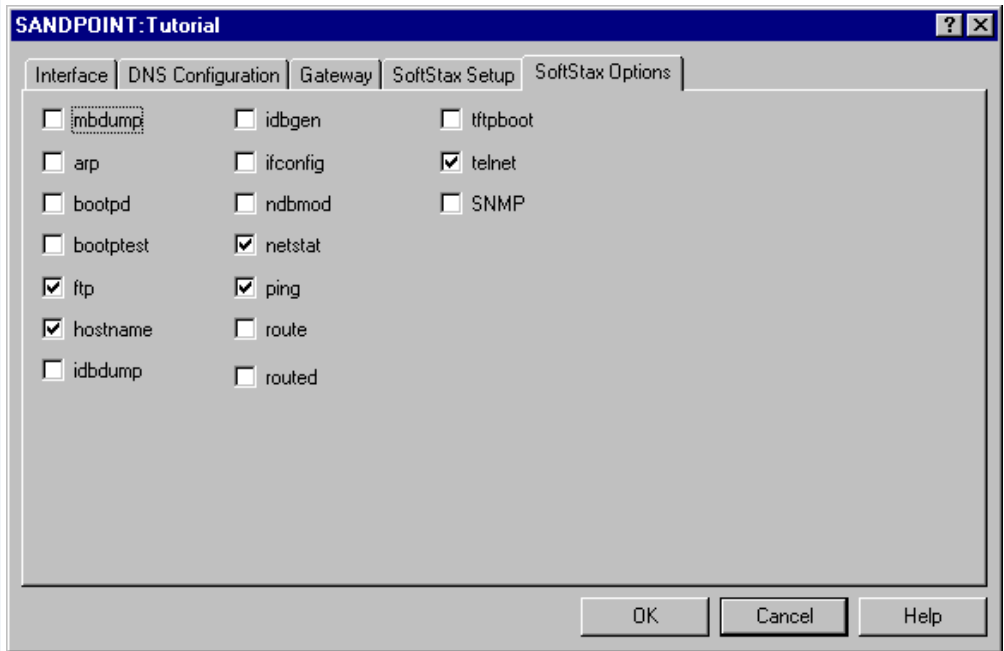 SANDPOINT:Tutorial
Interface DNS Configuration Gateway SoftStax Setup SoftStax Options
mbdump idbgen tftpboot
arp ifconfig telnet
bootpd ndbmod SNMP
bootptest netstat
ftp ping
hostname route
idbdump routed
OK Cancel Help